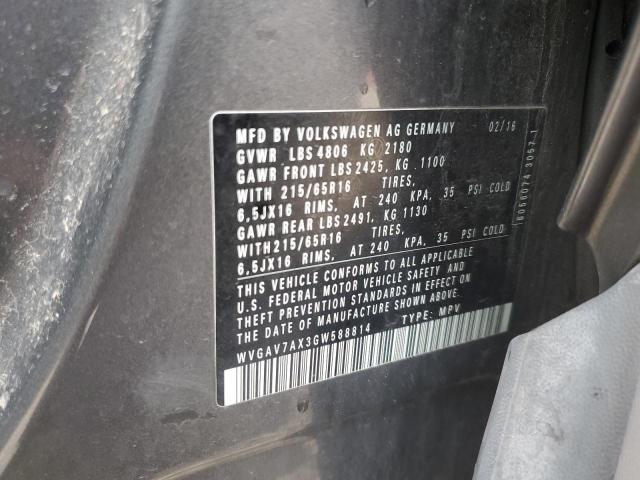 MFD BY VOLKSWAGEN AG GERMANY 02/16
GVWR LBS 4806 KG 2180
GAWR FRONT LBS 2425, KG 1100
WITH 215/65R16 TIRES,
6,5JX16 RIMS, AT 240 KPA, 35 PSI COLD
GAWR REAR LBS 2491, KG 1130
WITH 215/65R16 TIRES,
6,5JX16 RIMS, AT 240 KPA, 35 PSI COLD
THIS VEHICLE CONFORMS TO ALL APPLICABLE
U.S. FEDERAL MOTOR VEHICLE SAFETY AND
THEFT PREVENTION STANDARDS IN EFFECT ON
THE DATE OF MANUFACTURE SHOWN ABOVE.
WVGAV7AX3GW588814 TYPE: MPV
6056074 3057 1